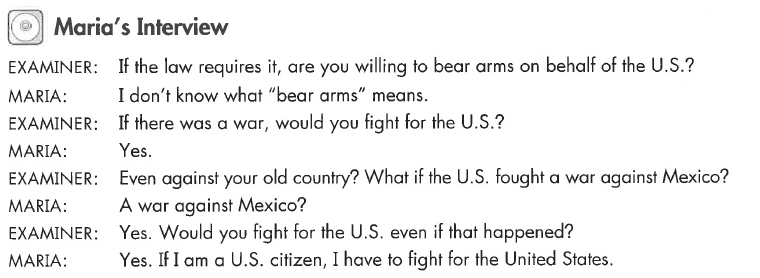 Maria's Interview
EXAMINER: If the law requires it, are you willing to bear arms on behalf of the U.S.?
MARIA: I don't know what "bear arms" means.
EXAMINER: If there was a war, would you fight for the U.S.?
MARIA: Yes.
EXAMINER: Even against your old country? What if the U.S. fought a war against Mexico?
MARIA: A war against Mexico?
EXAMINER: Yes. Would you fight for the U.S. even if that happened?
MARIA: Yes. If I am a U.S. citizen, I have to fight for the United States.